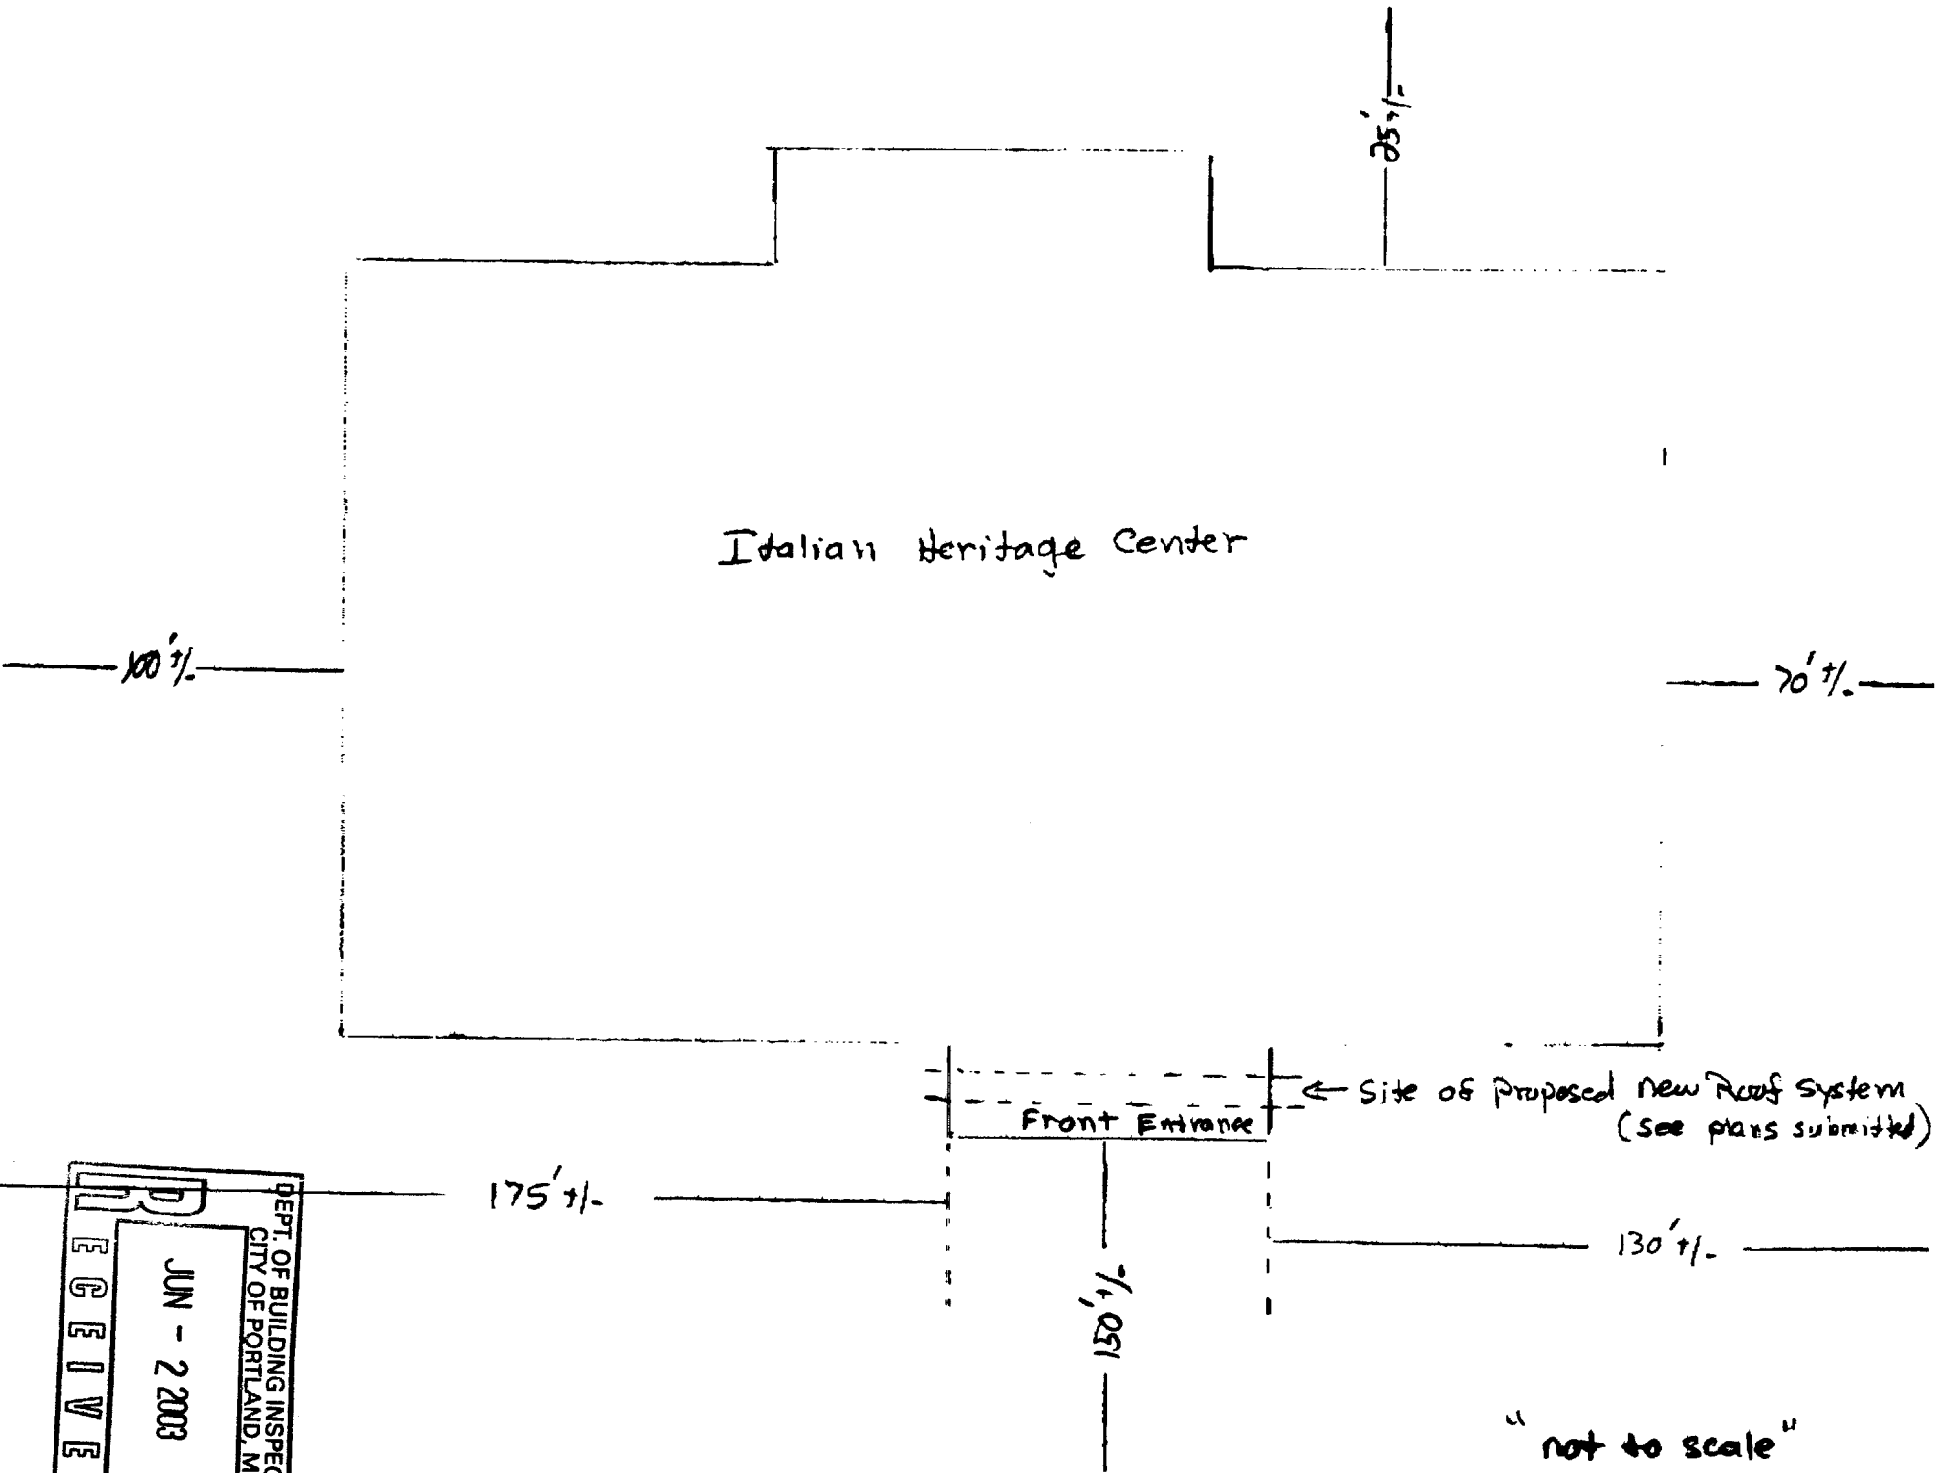 25' +/-
Italian Heritage Center
100' +/-
70' +/-
← Site of proposed new Roof System
(see plans submitted)
Front Entrance
175' +/-
130' +/-
150' +/-
DEPT. OF BUILDING INSPEC
CITY OF PORTLAND, M
JUN - 2 2003
R E C E I V E
"not to scale"